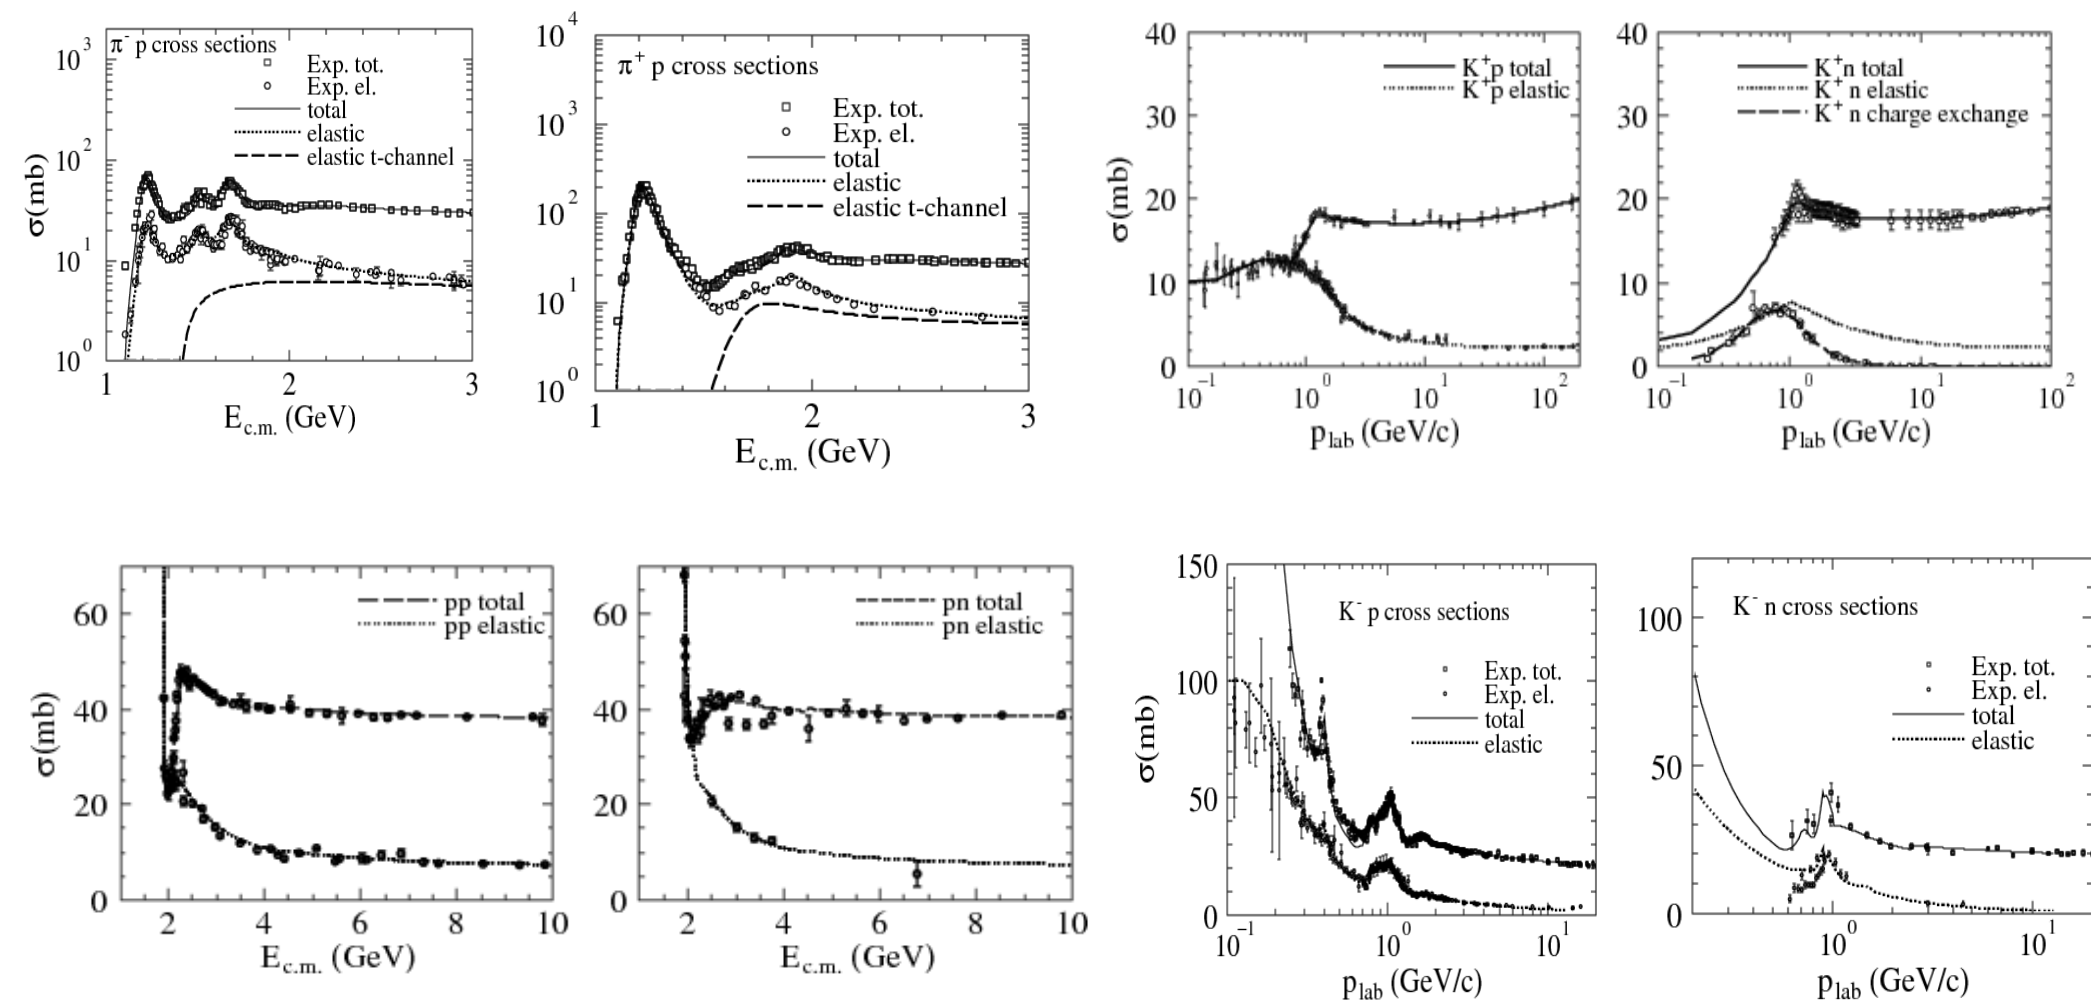 π⁻ p cross sections
Exp. tot.
Exp. el.
total
elastic
elastic t-channel
10³
10²
10¹
10⁰
σ(mb)
1 2 3
E_c.m. (GeV)
π⁺ p cross sections
Exp. tot.
Exp. el.
total
elastic
elastic t-channel
10⁴
10³
10²
10¹
10⁰
1 2 3
E_c.m. (GeV)
K⁺p total
K⁺p elastic
40
30
20
10
0
σ(mb)
10⁻¹ 10⁰ 10¹ 10²
p_lab (GeV/c)
K⁺n total
K⁺ n elastic
K⁺ n charge exchange
40
30
20
10
0
10⁻¹ 10⁰ 10¹ 10²
p_lab (GeV/c)
pp total
pp elastic
60
40
20
0
σ(mb)
2 4 6 8 10
E_c.m. (GeV)
pn total
pn elastic
60
40
20
0
2 4 6 8 10
E_c.m. (GeV)
K⁻ p cross sections
Exp. tot.
Exp. el.
total
elastic
150
100
50
0
σ(mb)
10⁻¹ 10⁰ 10¹
p_lab (GeV/c)
K⁻ n cross sections
Exp. tot.
Exp. el.
total
elastic
100
50
0
10⁰ 10¹
p_lab (GeV/c)